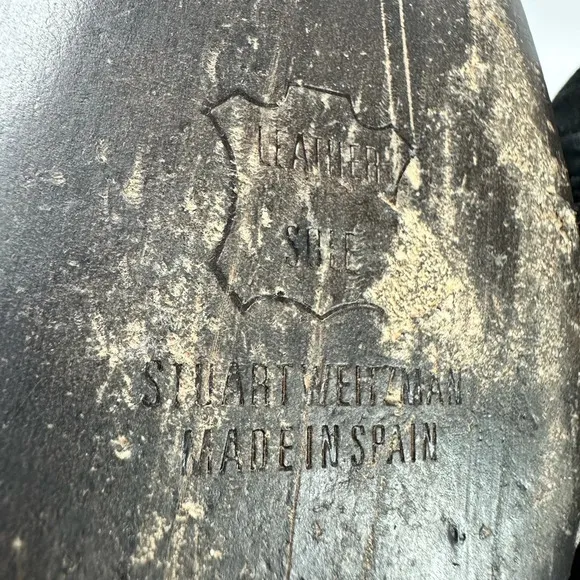 LEATHER
SOLE
STUART WEITZMAN
MADE IN SPAIN